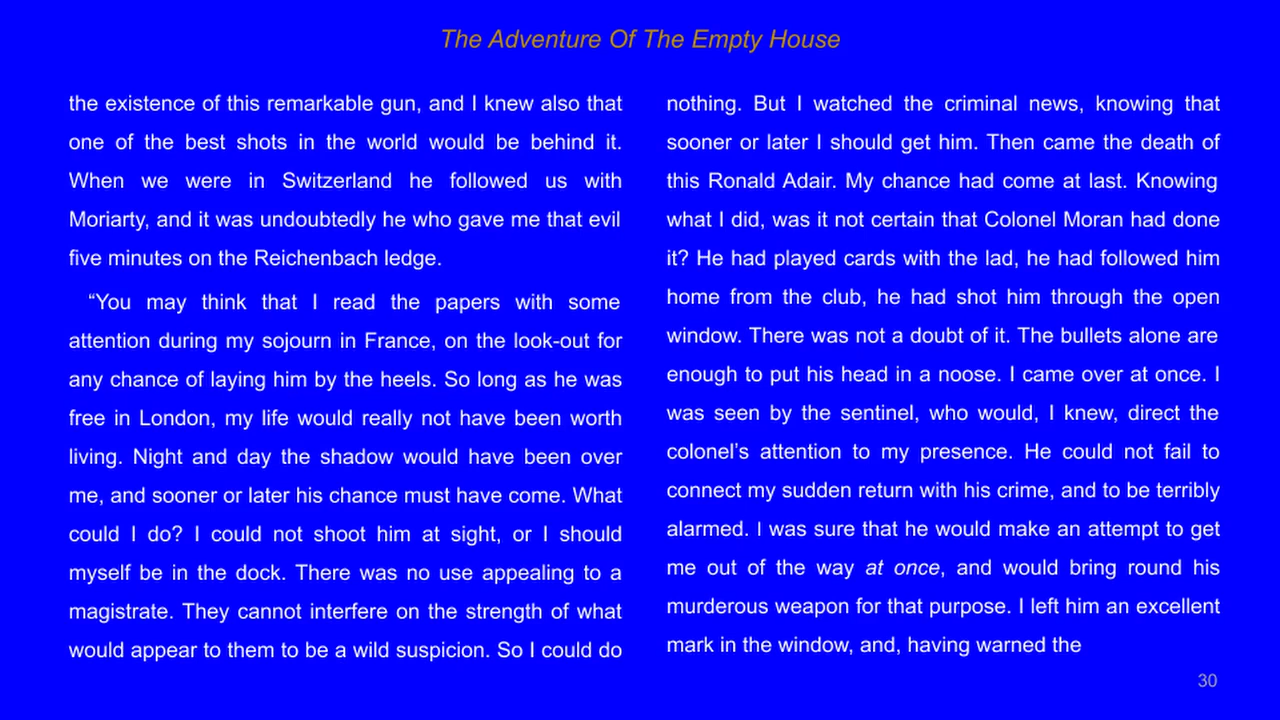 The Adventure Of The Empty House
the existence of this remarkable gun, and I knew also that
one of the best shots in the world would be behind it.
When we were in Switzerland he followed us with
Moriarty, and it was undoubtedly he who gave me that evil
five minutes on the Reichenbach ledge.
“You may think that I read the papers with some
attention during my sojourn in France, on the look-out for
any chance of laying him by the heels. So long as he was
free in London, my life would really not have been worth
living. Night and day the shadow would have been over
me, and sooner or later his chance must have come. What
could I do? I could not shoot him at sight, or I should
myself be in the dock. There was no use appealing to a
magistrate. They cannot interfere on the strength of what
would appear to them to be a wild suspicion. So I could do
nothing. But I watched the criminal news, knowing that
sooner or later I should get him. Then came the death of
this Ronald Adair. My chance had come at last. Knowing
what I did, was it not certain that Colonel Moran had done
it? He had played cards with the lad, he had followed him
home from the club, he had shot him through the open
window. There was not a doubt of it. The bullets alone are
enough to put his head in a noose. I came over at once. I
was seen by the sentinel, who would, I knew, direct the
colonel’s attention to my presence. He could not fail to
connect my sudden return with his crime, and to be terribly
alarmed. I was sure that he would make an attempt to get
me out of the way at once, and would bring round his
murderous weapon for that purpose. I left him an excellent
mark in the window, and, having warned the
30